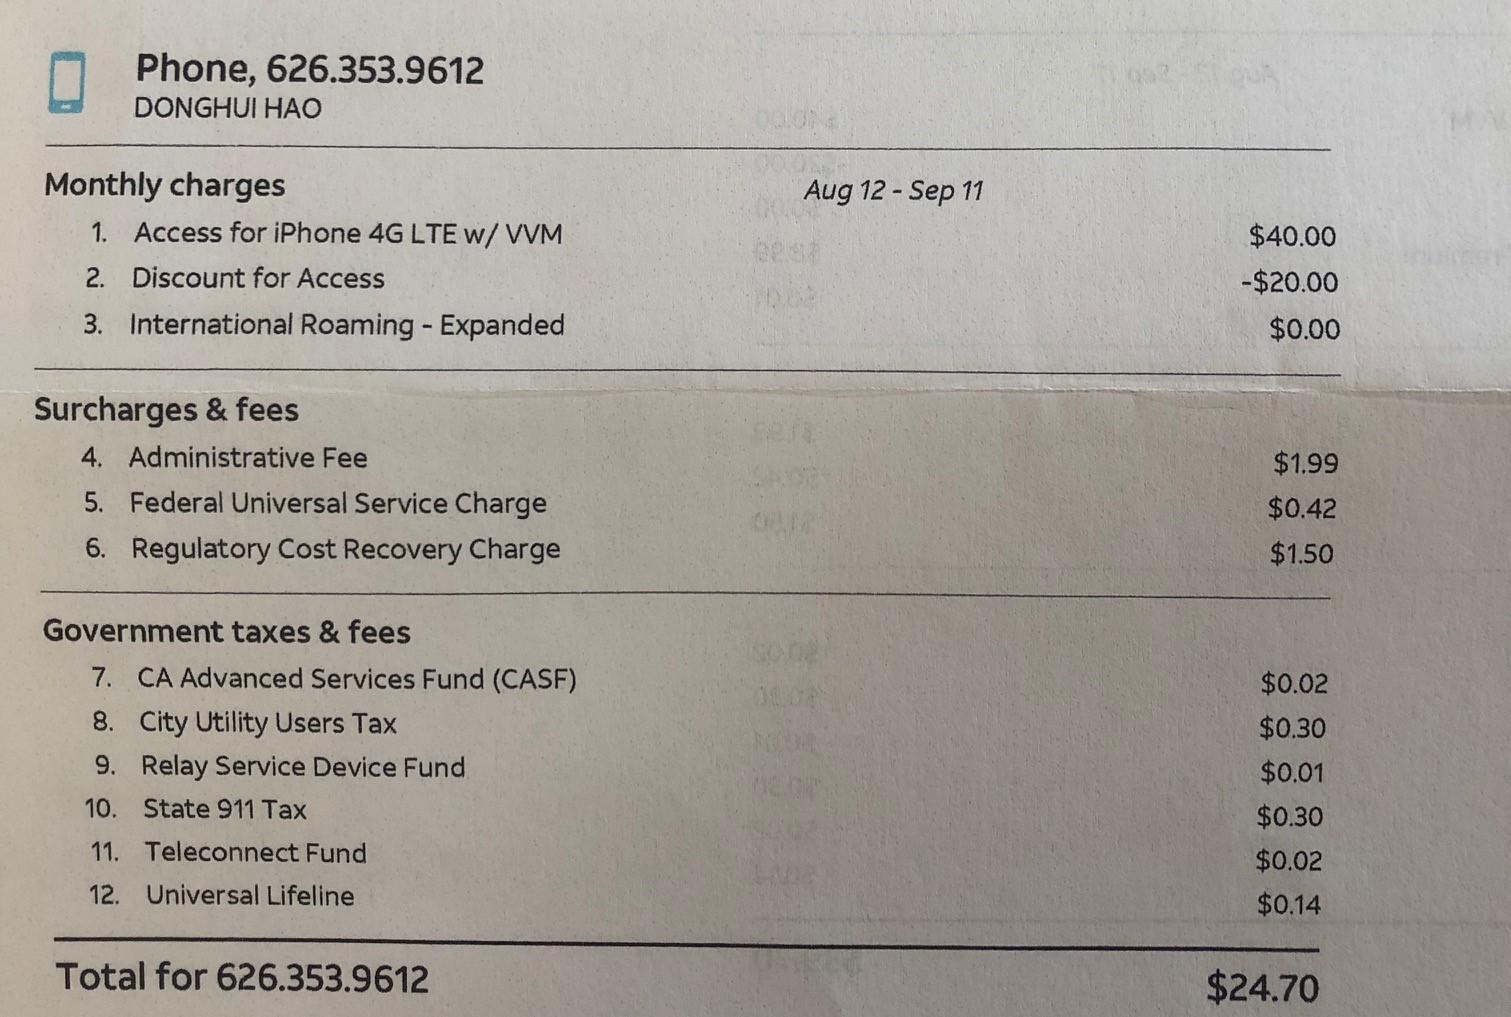 Phone, 626.353.9612
DONGHUI HAO
Monthly charges Aug 12 - Sep 11
1. Access for iPhone 4G LTE w/ VVM $40.00
2. Discount for Access -$20.00
3. International Roaming - Expanded $0.00
Surcharges & fees
4. Administrative Fee $1.99
5. Federal Universal Service Charge $0.42
6. Regulatory Cost Recovery Charge $1.50
Government taxes & fees
7. CA Advanced Services Fund (CASF) $0.02
8. City Utility Users Tax $0.30
9. Relay Service Device Fund $0.01
10. State 911 Tax $0.30
11. Teleconnect Fund $0.02
12. Universal Lifeline $0.14
Total for 626.353.9612 $24.70